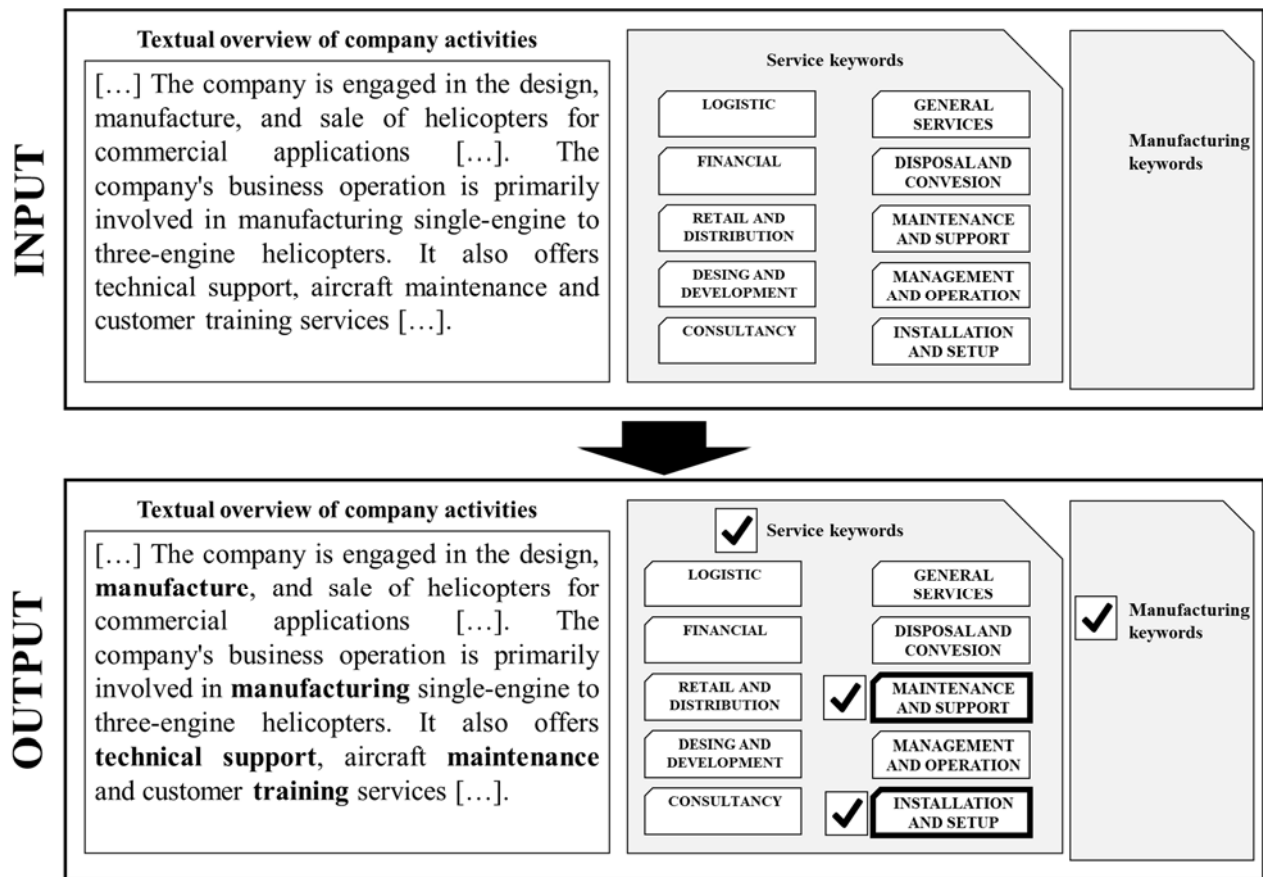 INPUT
Textual overview of company activities
[…] The company is engaged in the design,
manufacture, and sale of helicopters for
commercial applications […]. The
company's business operation is primarily
involved in manufacturing single-engine to
three-engine helicopters. It also offers
technical support, aircraft maintenance and
customer training services […].
Service keywords
LOGISTIC
FINANCIAL
RETAIL AND
DISTRIBUTION
DESING AND
DEVELOPMENT
CONSULTANCY
GENERAL
SERVICES
DISPOSAL AND
CONVESION
MAINTENANCE
AND SUPPORT
MANAGEMENT
AND OPERATION
INSTALLATION
AND SETUP
Manufacturing
keywords
OUTPUT
Textual overview of company activities
[…] The company is engaged in the design,
manufacture, and sale of helicopters for
commercial applications […]. The
company's business operation is primarily
involved in manufacturing single-engine to
three-engine helicopters. It also offers
technical support, aircraft maintenance
and customer training services […].
Service keywords
LOGISTIC
FINANCIAL
RETAIL AND
DISTRIBUTION
DESING AND
DEVELOPMENT
CONSULTANCY
GENERAL
SERVICES
DISPOSAL AND
CONVESION
MAINTENANCE
AND SUPPORT
MANAGEMENT
AND OPERATION
INSTALLATION
AND SETUP
Manufacturing
keywords